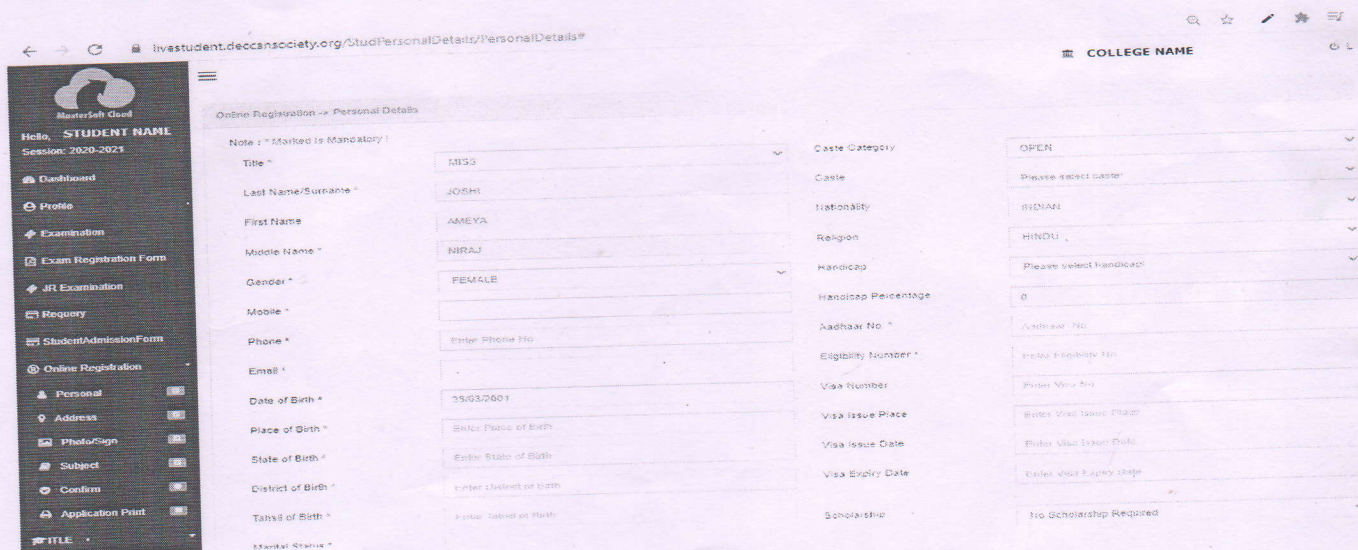 livestudent.deccansociety.org/StudPersonalDetails/PersonalDetails#
COLLEGE NAME
MasterSoft Cloud
Hello, STUDENT NAME
Session: 2020-2021
Dashboard
Profile
Examination
Exam Registration Form
JR Examination
Requery
StudentAdmissionForm
Online Registration
Personal
Address
Photo/Sign
Subject
Confirm
Application Print
TITLE
Online Registration -> Personal Details
Note : * Marked Is Mandatory !
Title * MISS
Last Name/Surname * JOSHI
First Name AMEYA
Middle Name * NIRAJ
Gender * FEMALE
Mobile *
Phone * Enter Phone No
Email *
Date of Birth * 25/03/2001
Place of Birth * Enter Place of Birth
State of Birth * Enter State of Birth
District of Birth * Enter District of Birth
Tahsil of Birth * Enter Tahsil of Birth
Marital Status *
Caste Category OPEN
Caste Please select caste
Nationality INDIAN
Religion HINDU
Handicap Please select handicap
Handicap Percentage 0
Aadhaar No. * Aadhaar No
Eligibility Number * Enter Eligibility No
Visa Number Enter Visa No
Visa Issue Place Enter Visa Issue Place
Visa Issue Date Enter Visa Issue Date
Visa Expiry Date Enter Visa Expiry Date
Scholarship No Scholarship Required